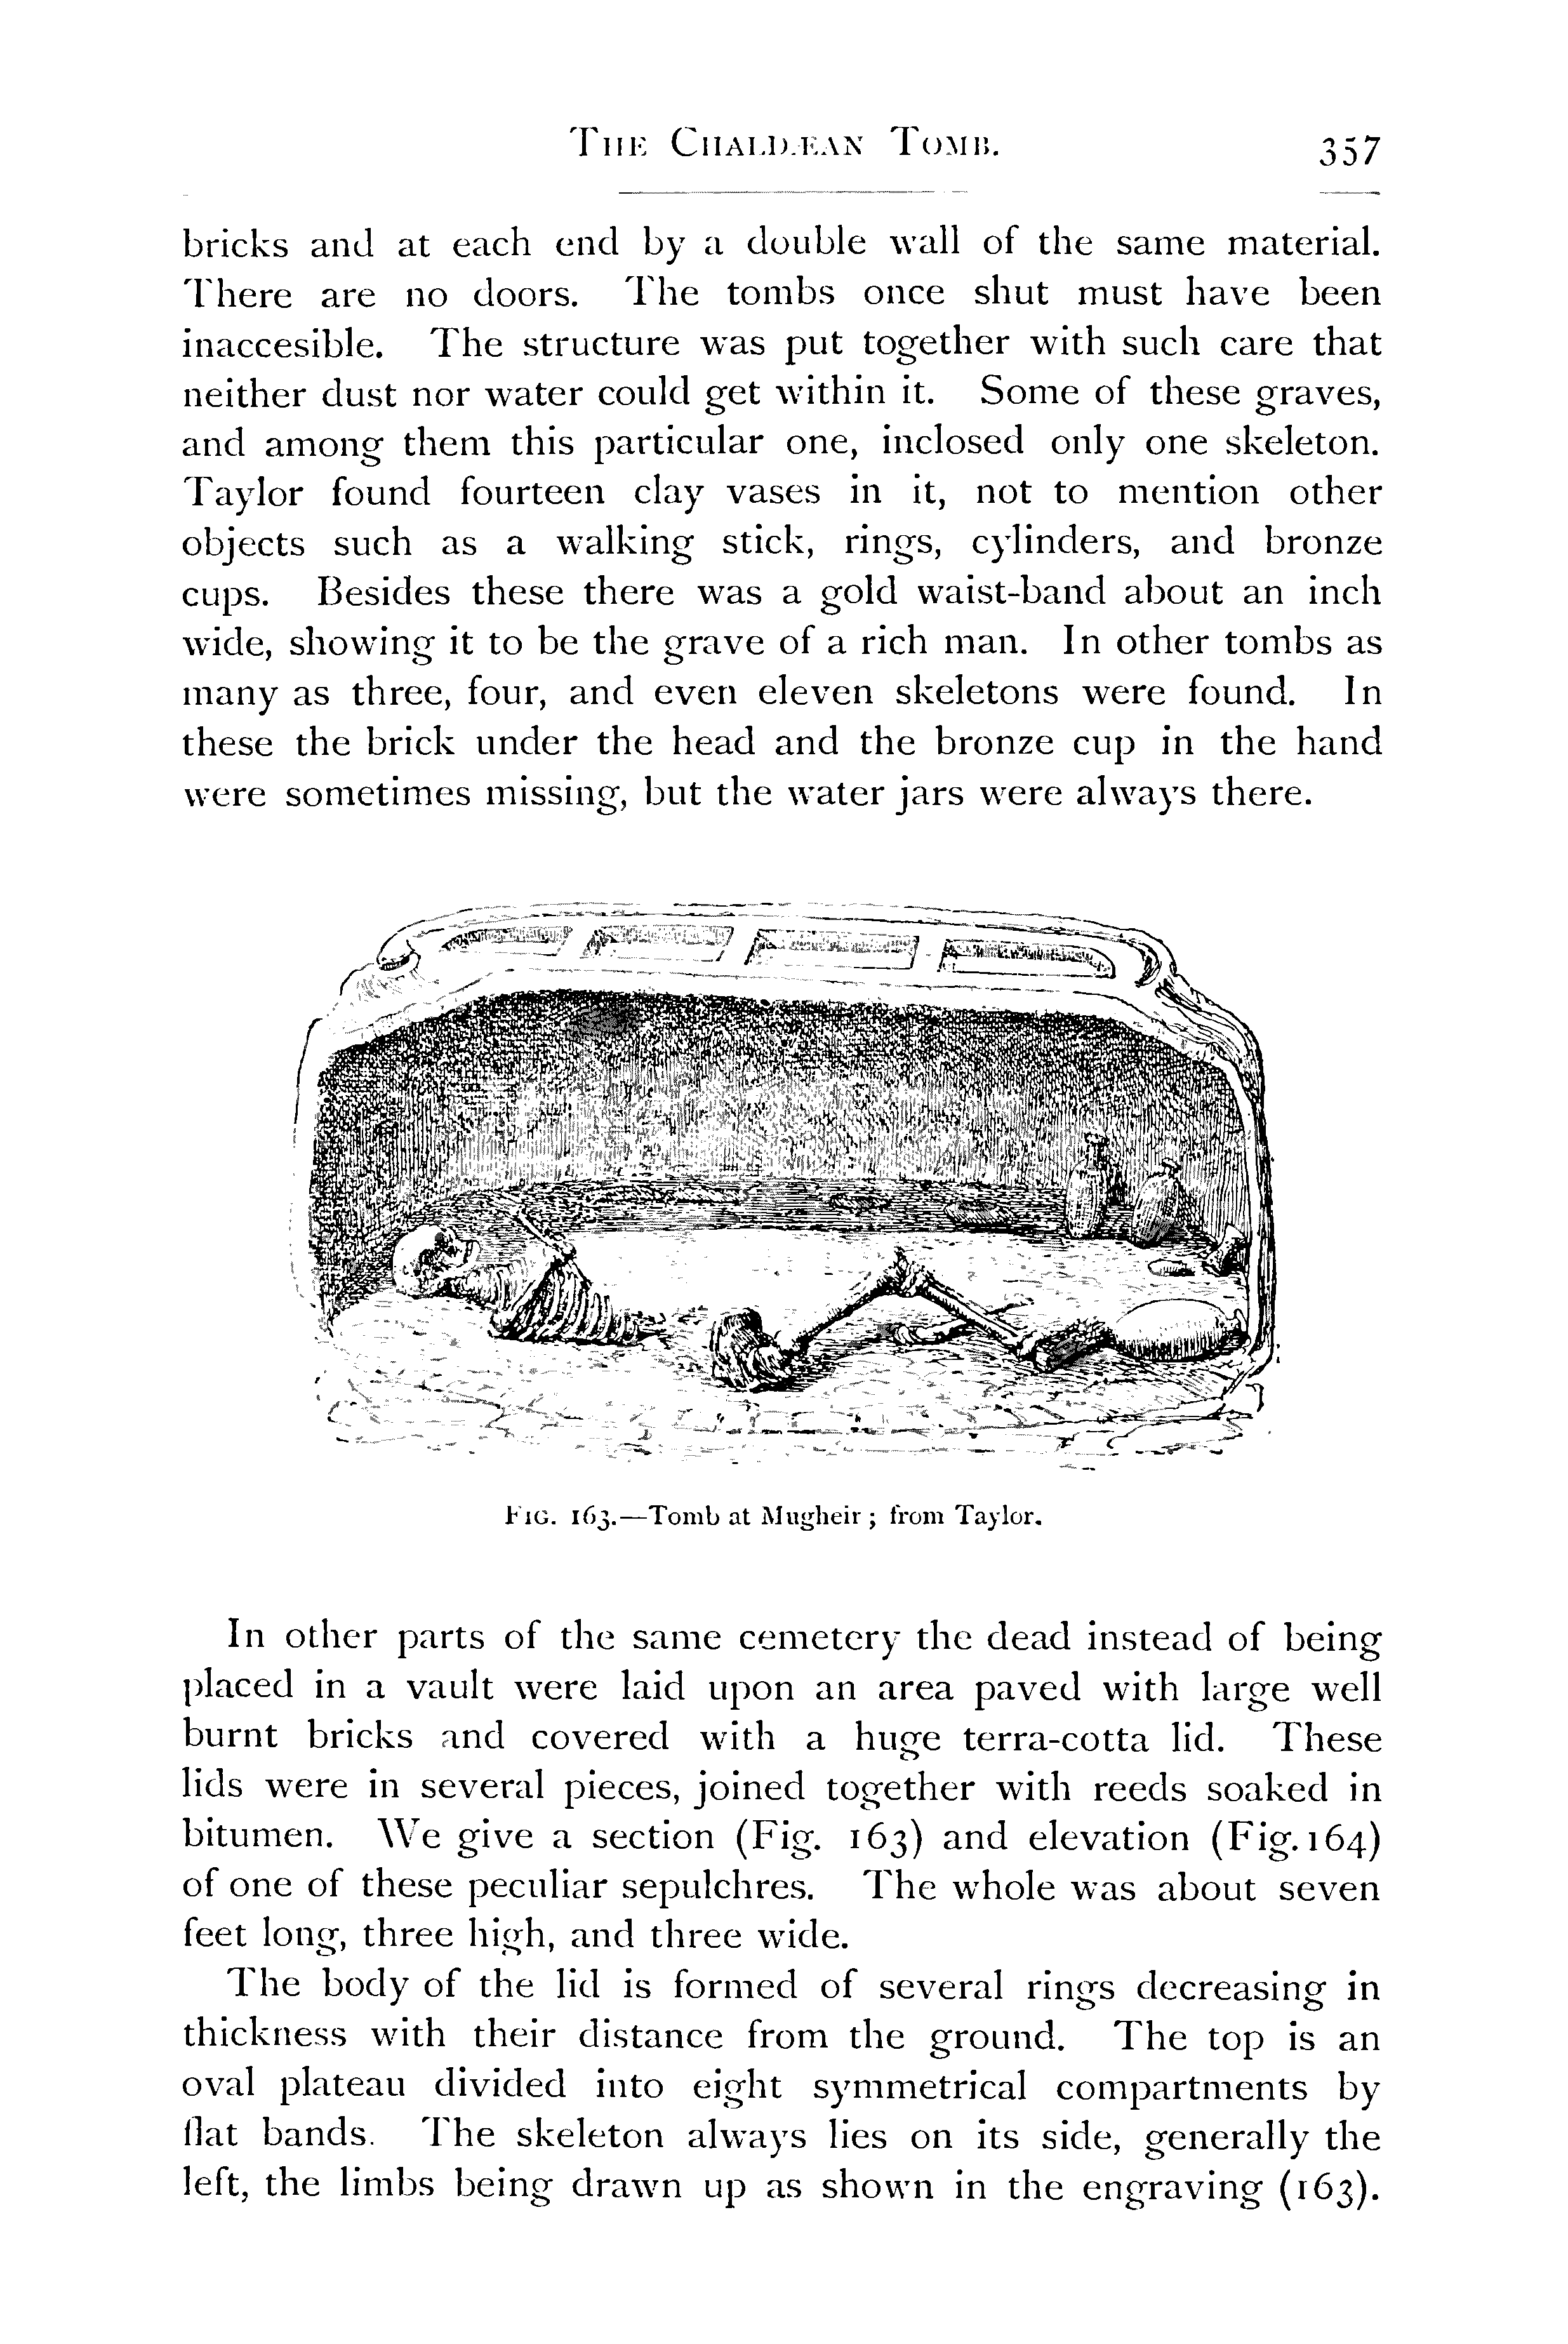 THE CHALDÆAN TOMB. 357
bricks and at each end by a double wall of the same material.
There are no doors. The tombs once shut must have been
inaccesible. The structure was put together with such care that
neither dust nor water could get within it. Some of these graves,
and among them this particular one, inclosed only one skeleton.
Taylor found fourteen clay vases in it, not to mention other
objects such as a walking stick, rings, cylinders, and bronze
cups. Besides these there was a gold waist-band about an inch
wide, showing it to be the grave of a rich man. In other tombs as
many as three, four, and even eleven skeletons were found. In
these the brick under the head and the bronze cup in the hand
were sometimes missing, but the water jars were always there.
FIG. 163.—Tomb at Mugheir; from Taylor.
In other parts of the same cemetery the dead instead of being
placed in a vault were laid upon an area paved with large well
burnt bricks and covered with a huge terra-cotta lid. These
lids were in several pieces, joined together with reeds soaked in
bitumen. We give a section (Fig. 163) and elevation (Fig. 164)
of one of these peculiar sepulchres. The whole was about seven
feet long, three high, and three wide.
The body of the lid is formed of several rings decreasing in
thickness with their distance from the ground. The top is an
oval plateau divided into eight symmetrical compartments by
flat bands. The skeleton always lies on its side, generally the
left, the limbs being drawn up as shown in the engraving (163).